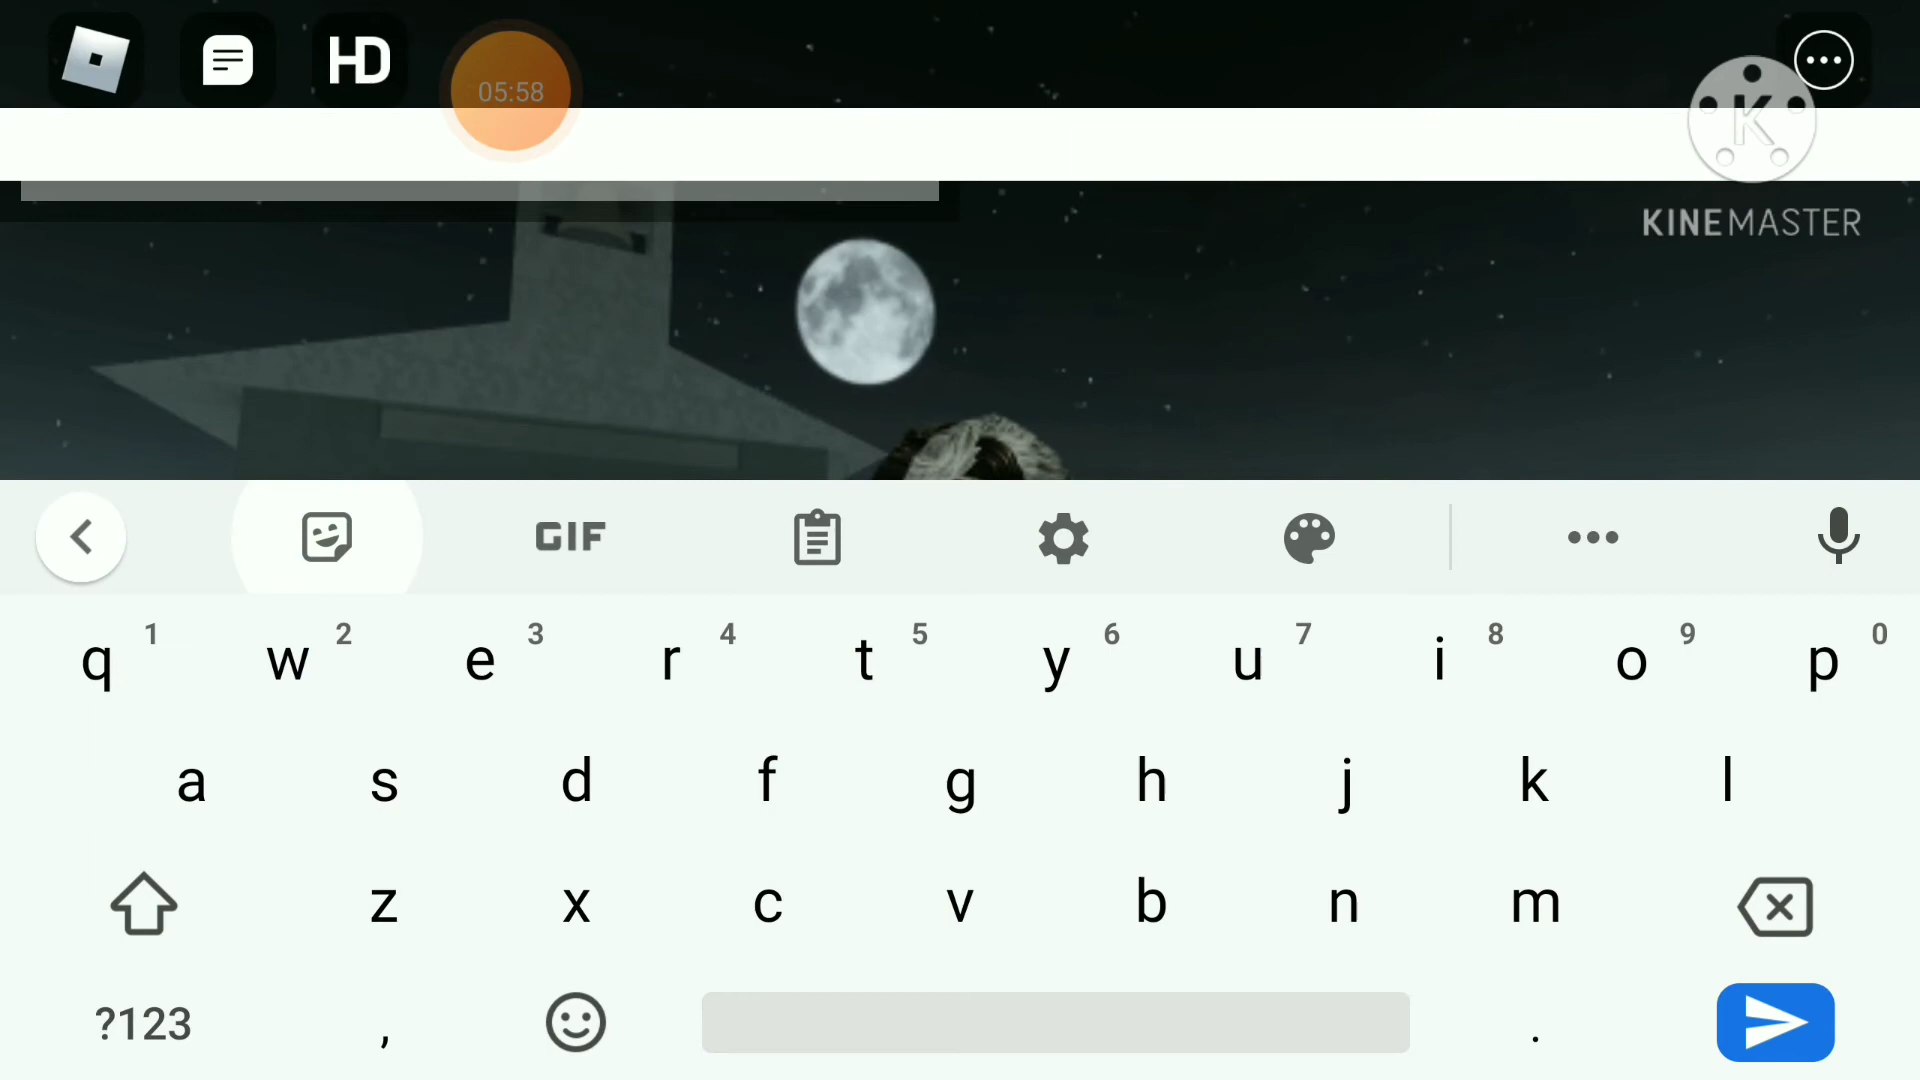 HD
05:58
K
KINEMASTER
GIF
q 1 w 2 e 3 r 4 t 5 y 6 u 7 i 8 o 9 p 0
a s d f g h j k l
z x c v b n m
?123 , .